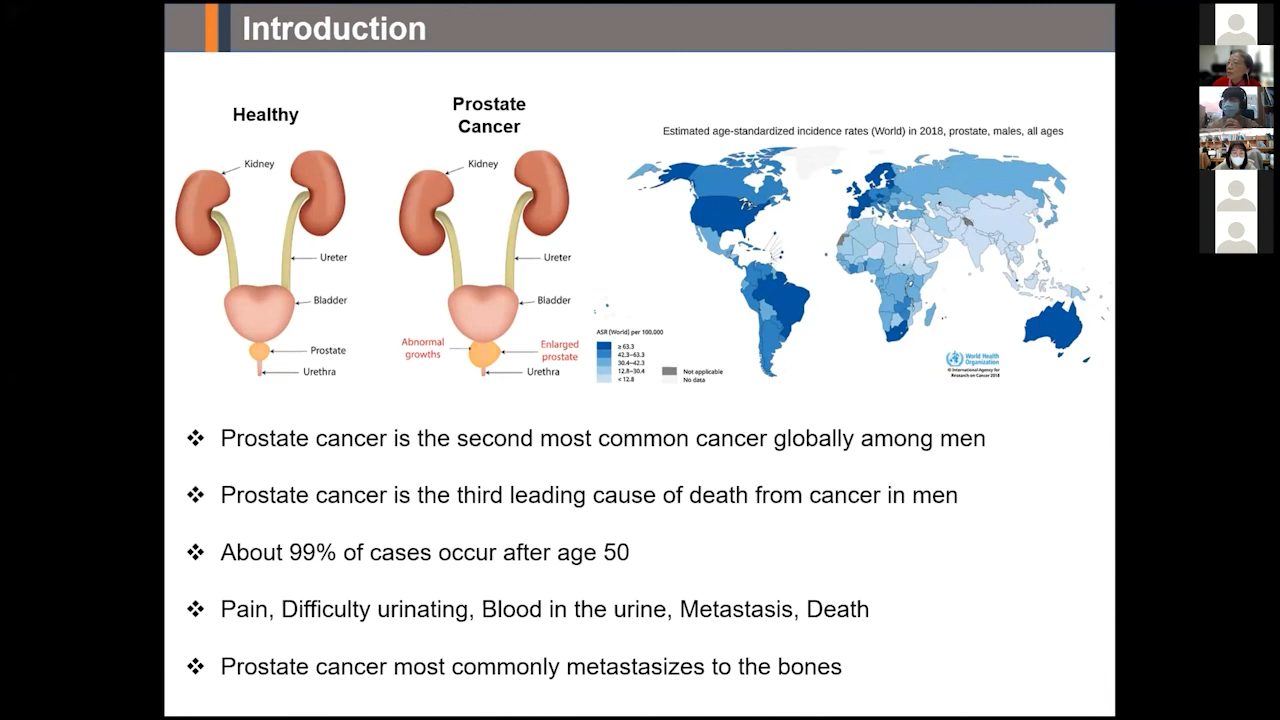 Introduction
Healthy
Kidney
Ureter
Bladder
Prostate
Urethra
Prostate
Cancer
Kidney
Ureter
Bladder
Abnormal
growths
Enlarged
prostate
Urethra
Estimated age-standardized incidence rates (World) in 2018, prostate, males, all ages
ASR (World) per 100,000
≥ 63.3
42.3–63.3
30.4–42.3
12.8–30.4
< 12.8
Not applicable
No data
World Health
Organization
© International Agency for
Research on Cancer 2018
❖ Prostate cancer is the second most common cancer globally among men
❖ Prostate cancer is the third leading cause of death from cancer in men
❖ About 99% of cases occur after age 50
❖ Pain, Difficulty urinating, Blood in the urine, Metastasis, Death
❖ Prostate cancer most commonly metastasizes to the bones